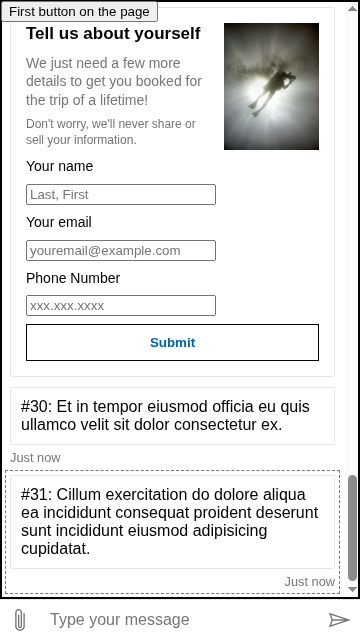 First button on the page
Tell us about yourself
We just need a few more
details to get you booked for
the trip of a lifetime!
Don't worry, we'll never share or
sell your information.
Your name
Last, First
Your email
youremail@example.com
Phone Number
xxx.xxx.xxxx
Submit
#30: Et in tempor eiusmod officia eu quis
ullamco velit sit dolor consectetur ex.
Just now
#31: Cillum exercitation do dolore aliqua
ea incididunt consequat proident deserunt
sunt incididunt eiusmod adipisicing
cupidatat.
Just now
Type your message